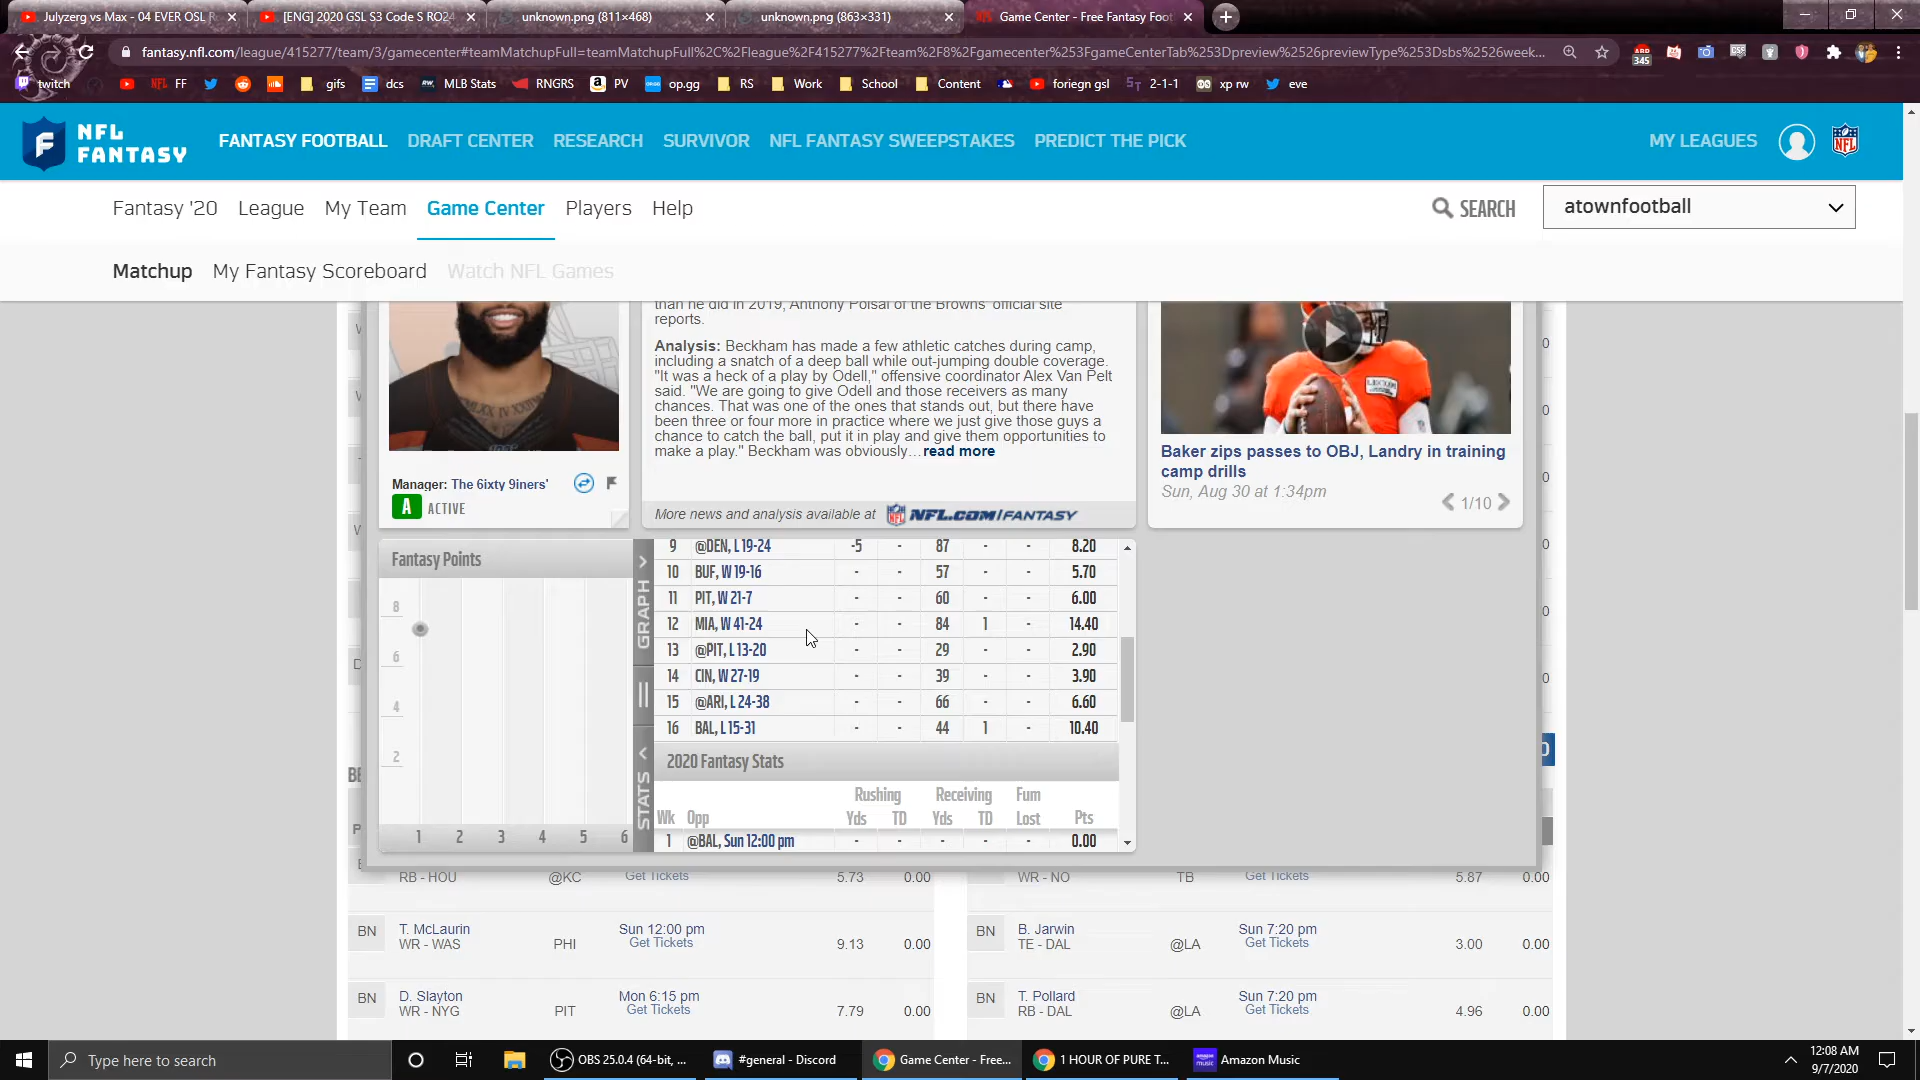 Julyzerg vs Max - 04 EVER OSL R
[ENG] 2020 GSL S3 Code S RO24
unknown.png (811×468)
unknown.png (863×331)
Game Center - Free Fantasy Foot
fantasy.nfl.com/league/415277/team/3/gamecenter#teamMatchupFull=teamMatchupFull%2C%2Fleague%2F415277%2Fteam%2F8%2Fgamecenter%253FgameCenterTab%253Dpreview%2526previewType%253Dsbs%2526week...
345
twitch
FF
gifs
dcs
MLB Stats
RNGRS
PV
op.gg
RS
Work
School
Content
foriegn gsl
2-1-1
xp rw
eve
NFL
FANTASY
FANTASY FOOTBALL
DRAFT CENTER
RESEARCH
SURVIVOR
NFL FANTASY SWEEPSTAKES
PREDICT THE PICK
MY LEAGUES
Fantasy '20
League
My Team
Game Center
Players
Help
SEARCH
atownfootball
Matchup
My Fantasy Scoreboard
Watch NFL Games
than he did in 2019, Anthony Poisal of the Browns' official site
reports.
Analysis: Beckham has made a few athletic catches during camp,
including a snatch of a deep ball while out-jumping double coverage.
"It was a heck of a play by Odell," offensive coordinator Alex Van Pelt
said. "We are going to give Odell and those receivers as many
chances. That was one of the ones that stands out, but there have
been three or four more in practice where we just give those guys a
chance to catch the ball, put it in play and give them opportunities to
make a play." Beckham was obviously…read more
More news and analysis available at NFL.COM/FANTASY
Manager: The 6ixty 9iners'
A ACTIVE
Baker zips passes to OBJ, Landry in training
camp drills
Sun, Aug 30 at 1:34pm
1/10
Fantasy Points
8
6
4
2
1 2 3 4 5 6
GRAPH
STATS
9 @DEN, L 19-24 -5 - 87 - - 8.20
10 BUF, W 19-16 - - 57 - - 5.70
11 PIT, W 21-7 - - 60 - - 6.00
12 MIA, W 41-24 - - 84 1 - 14.40
13 @PIT, L 13-20 - - 29 - - 2.90
14 CIN, W 27-19 - - 39 - - 3.90
15 @ARI, L 24-38 - - 66 - - 6.60
16 BAL, L 15-31 - - 44 1 - 10.40
2020 Fantasy Stats
Rushing Receiving Fum
Wk Opp Yds TD Yds TD Lost Pts
1 @BAL, Sun 12:00 pm - - - - - 0.00
RB - HOU @KC Get Tickets 5.73 0.00
WR - NO TB Get Tickets 5.87 0.00
BN T. McLaurin Sun 12:00 pm
WR - WAS PHI Get Tickets 9.13 0.00
BN B. Jarwin Sun 7:20 pm
TE - DAL @LA Get Tickets 3.00 0.00
BN D. Slayton Mon 6:15 pm
WR - NYG PIT Get Tickets 7.79 0.00
BN T. Pollard Sun 7:20 pm
RB - DAL @LA Get Tickets 4.96 0.00
Type here to search
OBS 25.0.4 (64-bit, ...
#general - Discord
Game Center - Free...
1 HOUR OF PURE T...
Amazon Music
12:08 AM
9/7/2020